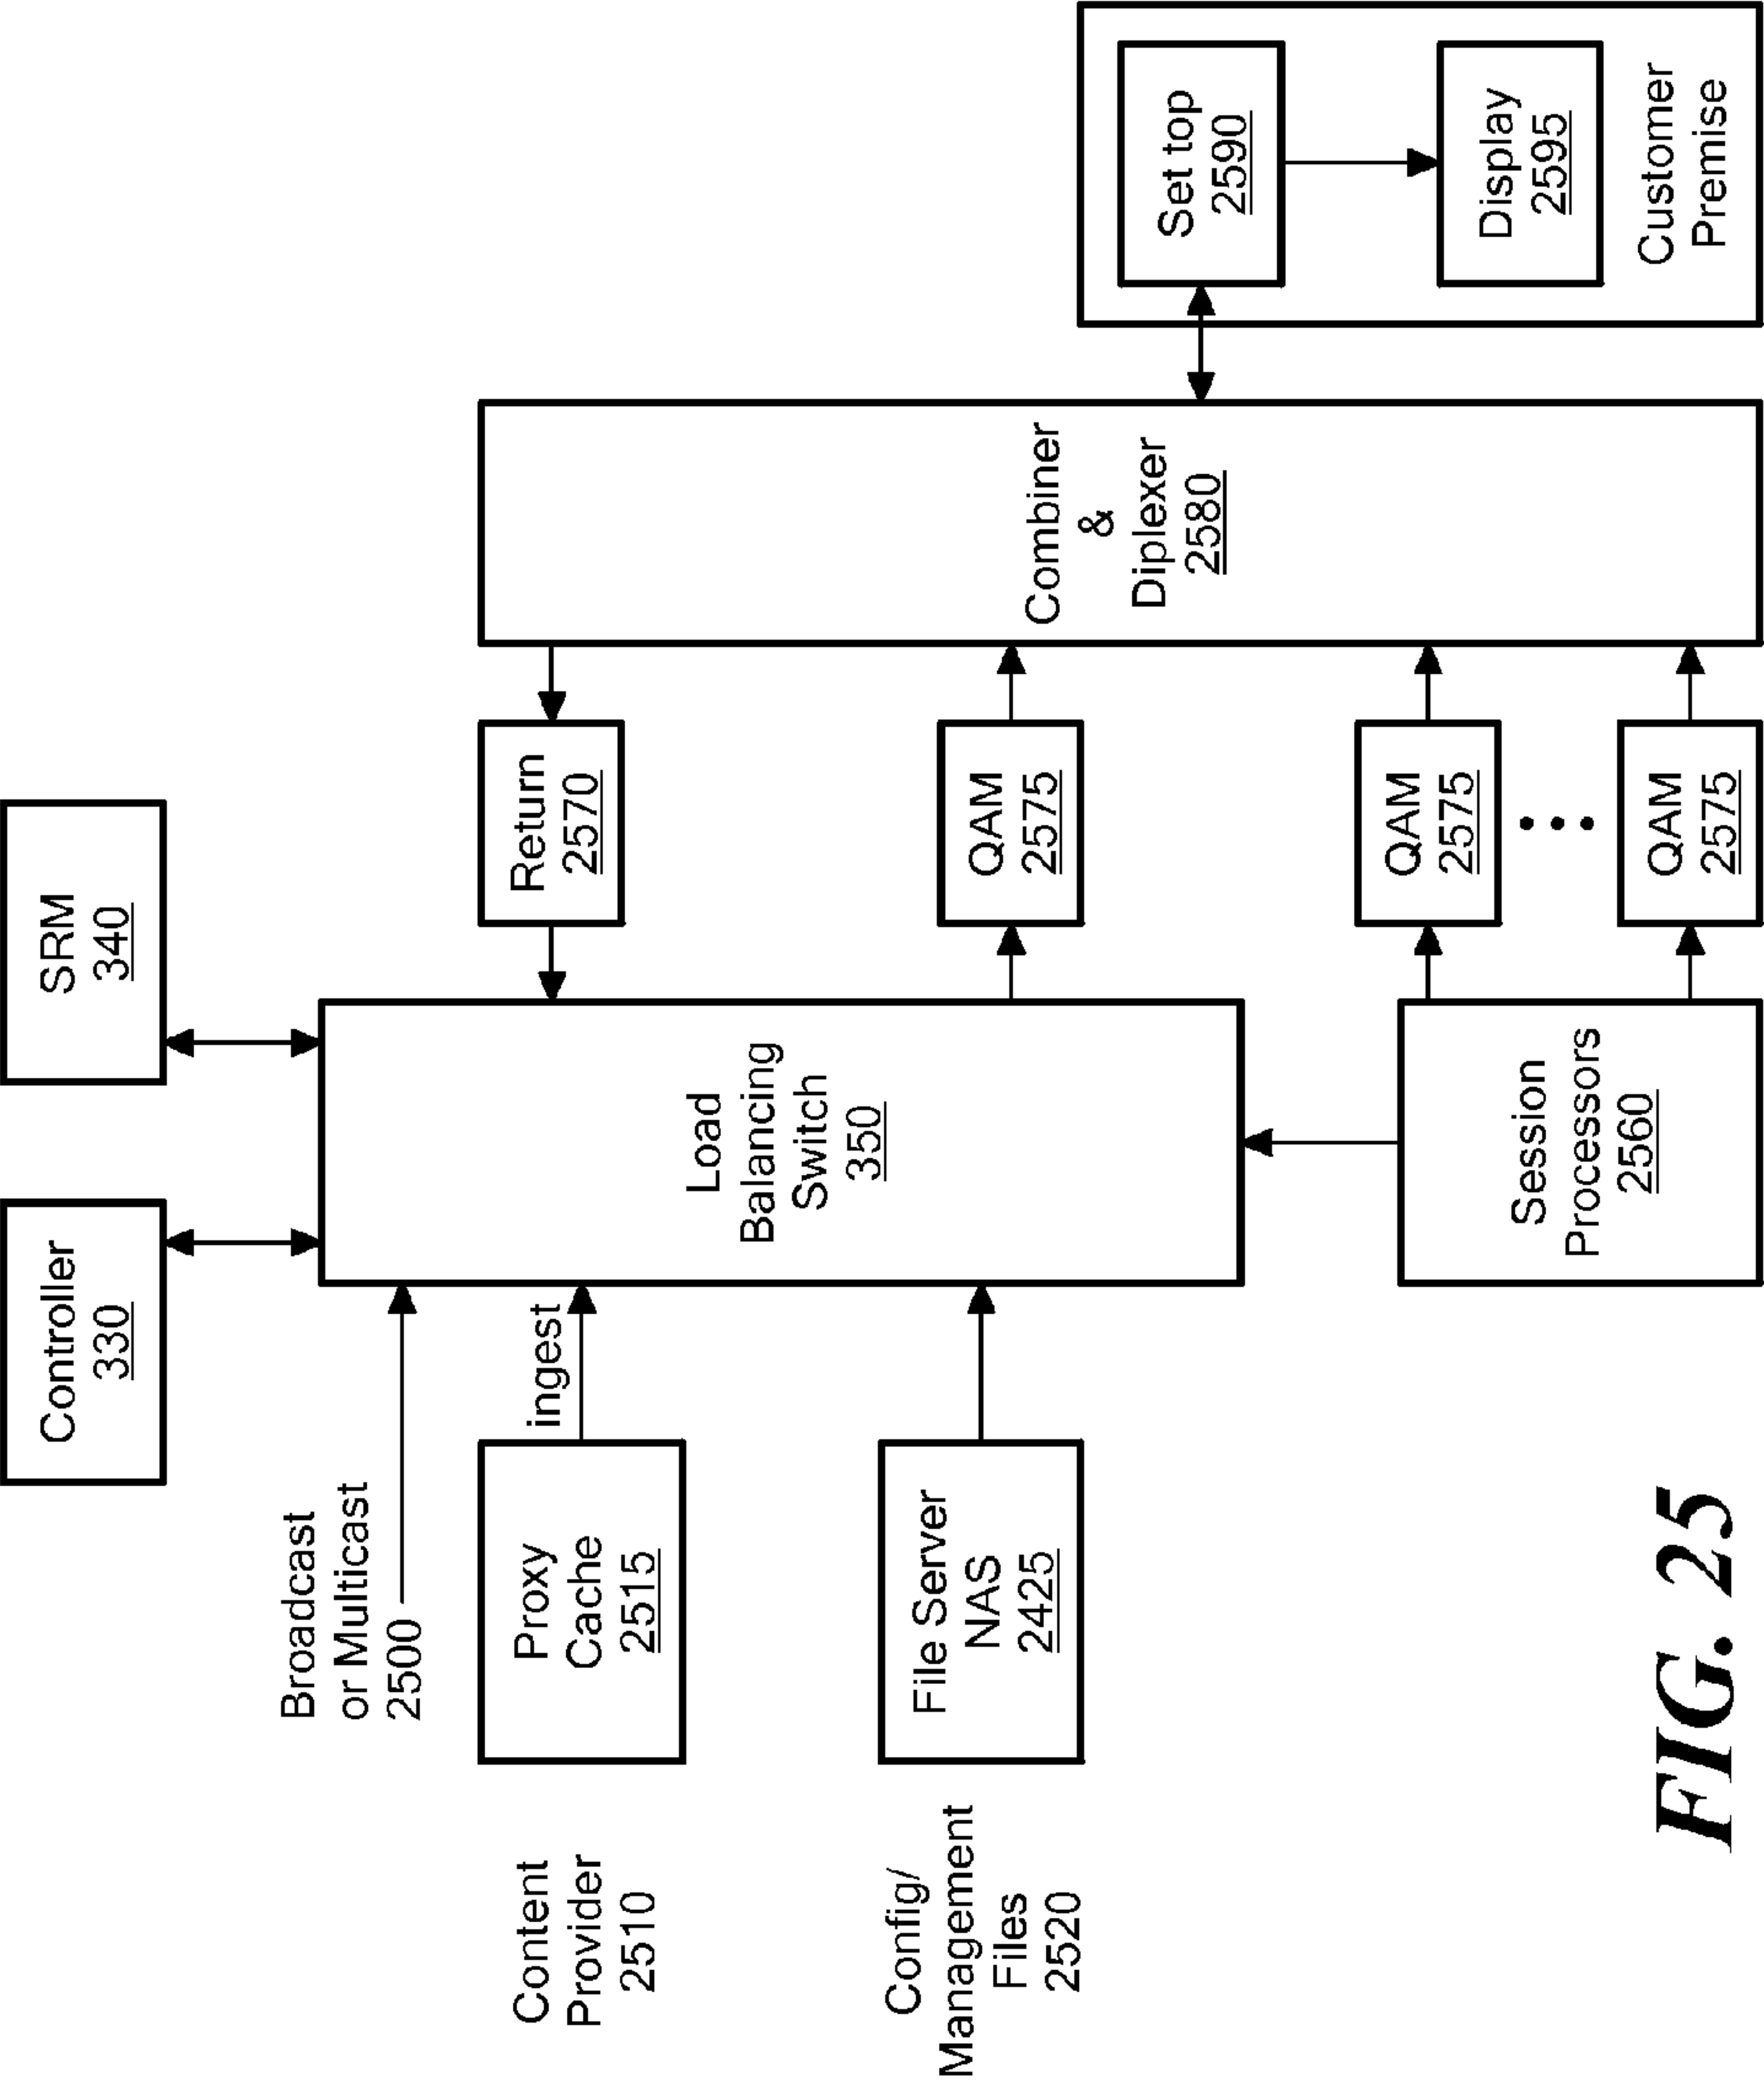 Controller
330
SRM
340
Broadcast
or Multicast
2500
Content
Provider
2510
Proxy
Cache
2515
ingest
Config/
Management
Files
2520
File Server
NAS
2425
Load
Balancing
Switch
350
Session
Processors
2560
Return
2570
QAM
2575
QAM
2575
QAM
2575
Combiner
&
Diplexer
2580
Set top
2590
Display
2595
Customer
Premise
FIG. 25